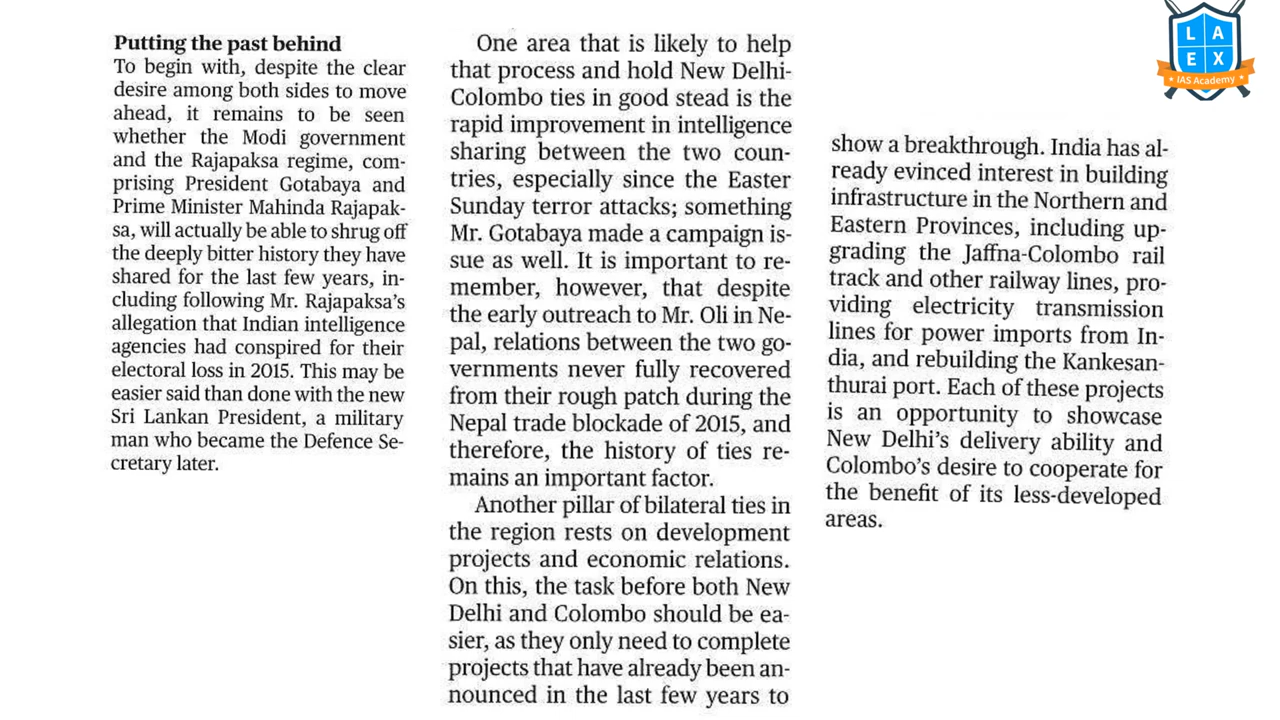 Putting the past behind
To begin with, despite the clear
desire among both sides to move
ahead, it remains to be seen
whether the Modi government
and the Rajapaksa regime, com-
prising President Gotabaya and
Prime Minister Mahinda Rajapak-
sa, will actually be able to shrug off
the deeply bitter history they have
shared for the last few years, in-
cluding following Mr. Rajapaksa's
allegation that Indian intelligence
agencies had conspired for their
electoral loss in 2015. This may be
easier said than done with the new
Sri Lankan President, a military
man who became the Defence Se-
cretary later.
One area that is likely to help
that process and hold New Delhi-
Colombo ties in good stead is the
rapid improvement in intelligence
sharing between the two coun-
tries, especially since the Easter
Sunday terror attacks; something
Mr. Gotabaya made a campaign is-
sue as well. It is important to re-
member, however, that despite
the early outreach to Mr. Oli in Ne-
pal, relations between the two go-
vernments never fully recovered
from their rough patch during the
Nepal trade blockade of 2015, and
therefore, the history of ties re-
mains an important factor.
Another pillar of bilateral ties in
the region rests on development
projects and economic relations.
On this, the task before both New
Delhi and Colombo should be ea-
sier, as they only need to complete
projects that have already been an-
nounced in the last few years to
show a breakthrough. India has al-
ready evinced interest in building
infrastructure in the Northern and
Eastern Provinces, including up-
grading the Jaffna-Colombo rail
track and other railway lines, pro-
viding electricity transmission
lines for power imports from In-
dia, and rebuilding the Kankesan-
thurai port. Each of these projects
is an opportunity to showcase
New Delhi's delivery ability and
Colombo's desire to cooperate for
the benefit of its less-developed
areas.
L A
E X
IAS Academy